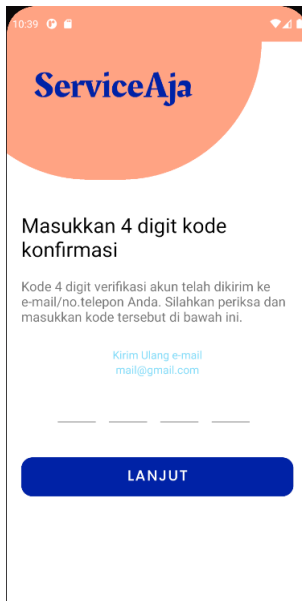 10:39
ServiceAja
Masukkan 4 digit kode
konfirmasi
Kode 4 digit verifikasi akun telah dikirim ke
e-mail/no.telepon Anda. Silahkan periksa dan
masukkan kode tersebut di bawah ini.
Kirim Ulang e-mail
mail@gmail.com
LANJUT